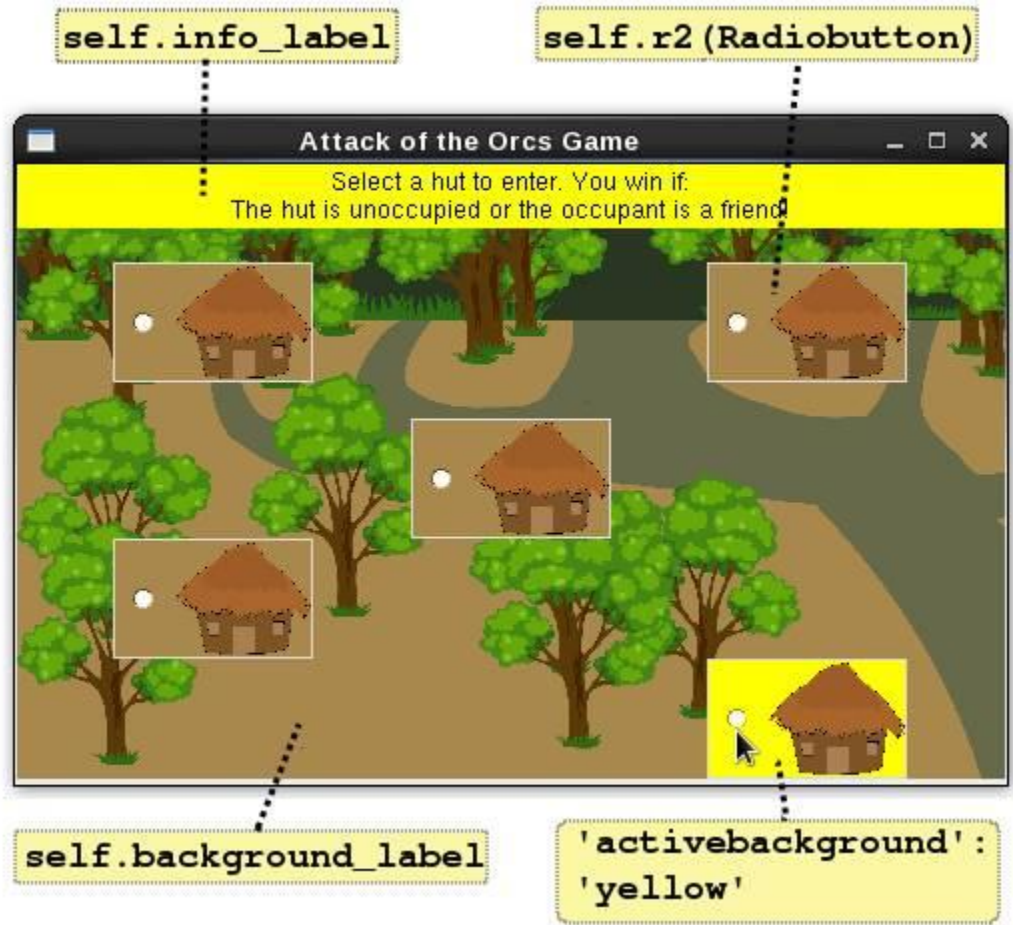 self.info_label
self.r2(Radiobutton)
Attack of the Orcs Game
Select a hut to enter. You win if:
The hut is unoccupied or the occupant is a friend!
self.background_label
'activebackground':
'yellow'